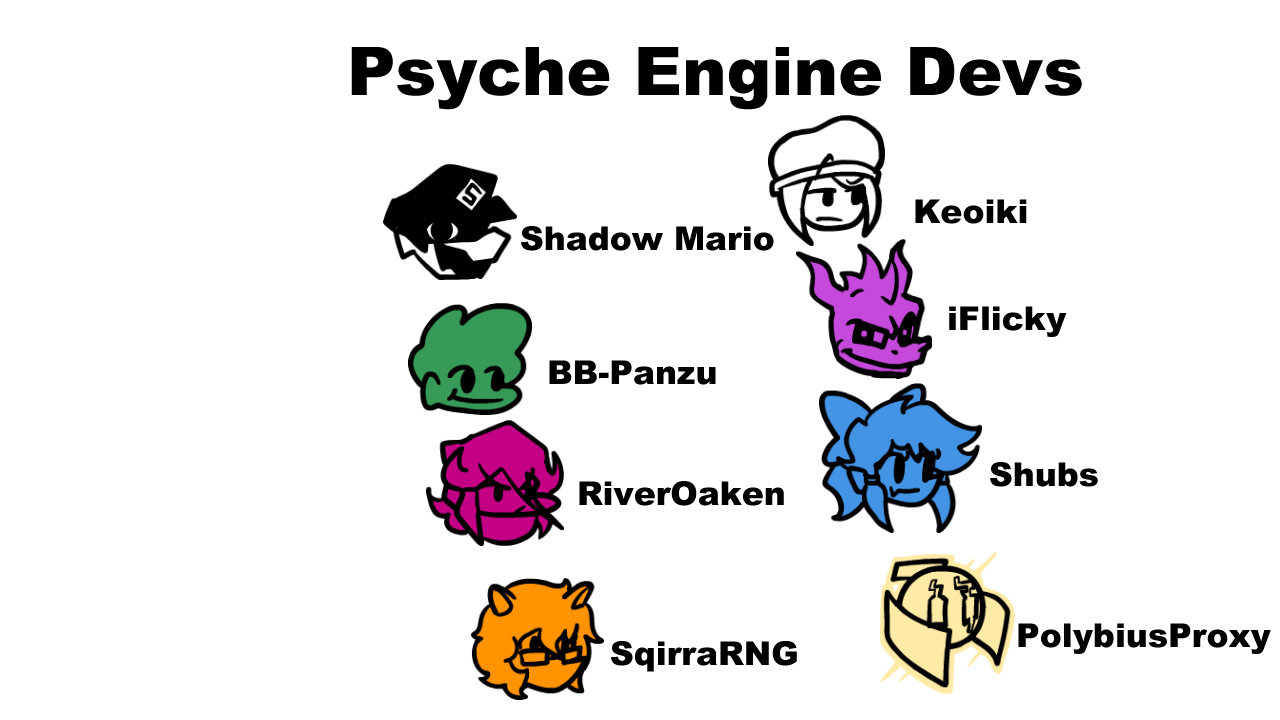 Psyche Engine Devs
Shadow Mario
Keoiki
BB-Panzu
iFlicky
RiverOaken
Shubs
SqirraRNG
PolybiusProxy